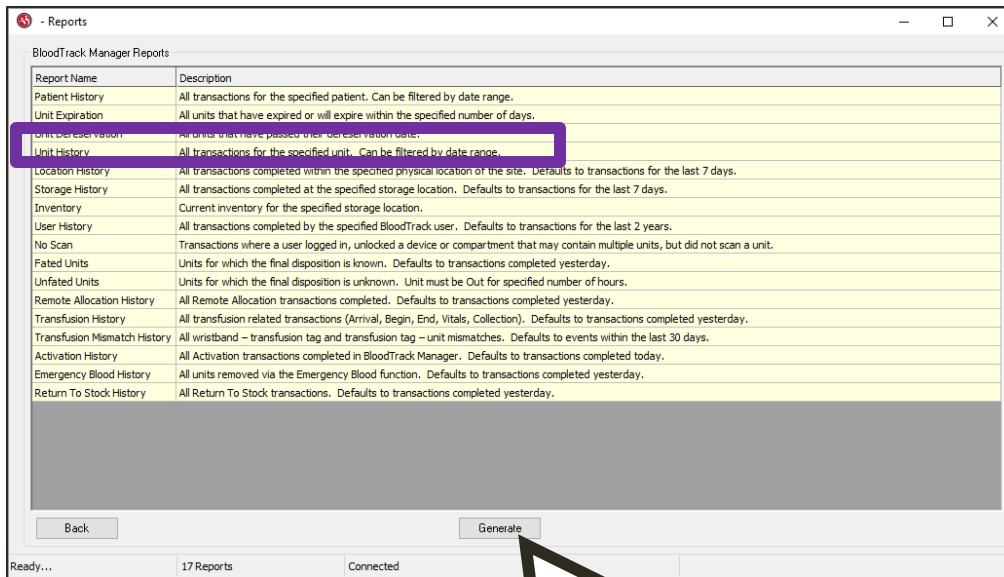 - Reports
BloodTrack Manager Reports
Report Name Description
Patient History All transactions for the specified patient. Can be filtered by date range.
Unit Expiration All units that have expired or will expire within the specified number of days.
Unit Dereservation All units that have passed their dereservation date.
Unit History All transactions for the specified unit. Can be filtered by date range.
Location History All transactions completed within the specified physical location of the site. Defaults to transactions for the last 7 days.
Storage History All transactions completed at the specified storage location. Defaults to transactions for the last 7 days.
Inventory Current inventory for the specified storage location.
User History All transactions completed by the specified BloodTrack user. Defaults to transactions for the last 2 years.
No Scan Transactions where a user logged in, unlocked a device or compartment that may contain multiple units, but did not scan a unit.
Fated Units Units for which the final disposition is known. Defaults to transactions completed yesterday.
Unfated Units Units for which the final disposition is unknown. Unit must be Out for specified number of hours.
Remote Allocation History All Remote Allocation transactions completed. Defaults to transactions completed yesterday.
Transfusion History All transfusion related transactions (Arrival, Begin, End, Vitals, Collection). Defaults to transactions completed yesterday.
Transfusion Mismatch History All wristband – transfusion tag and transfusion tag – unit mismatches. Defaults to events within the last 30 days.
Activation History All Activation transactions completed in BloodTrack Manager. Defaults to transactions completed today.
Emergency Blood History All units removed via the Emergency Blood function. Defaults to transactions completed yesterday.
Return To Stock History All Return To Stock transactions. Defaults to transactions completed yesterday.
Back Generate
Ready... 17 Reports Connected